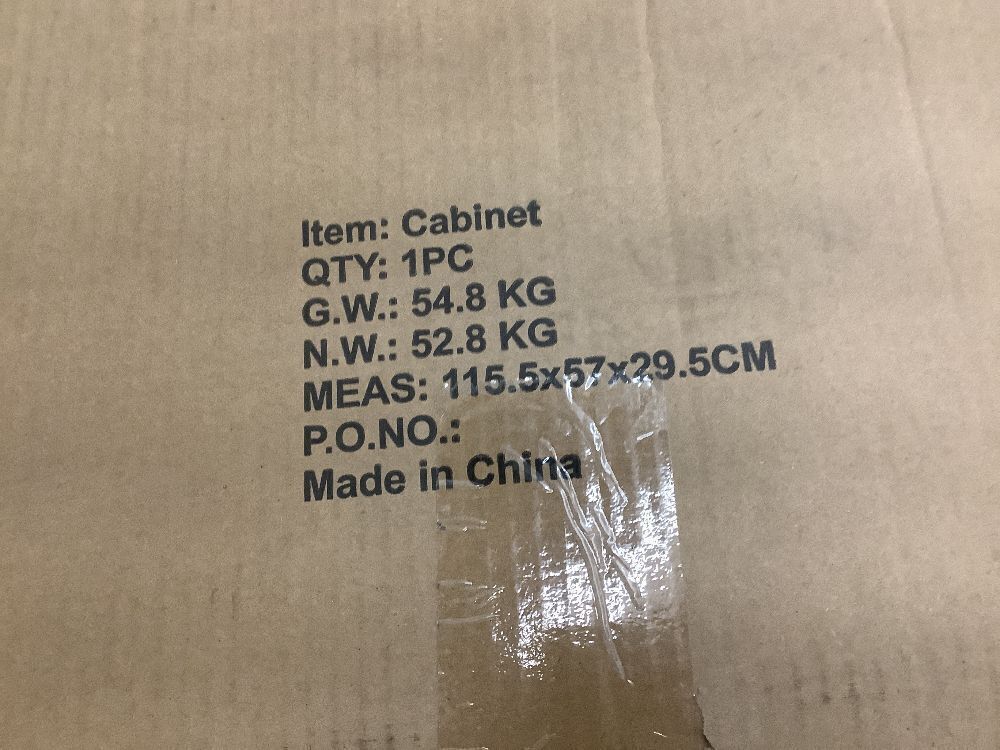 Item: Cabinet
QTY: 1PC
G.W.: 54.8 KG
N.W.: 52.8 KG
MEAS: 115.5x57x29.5CM
P.O.NO.:
Made in China